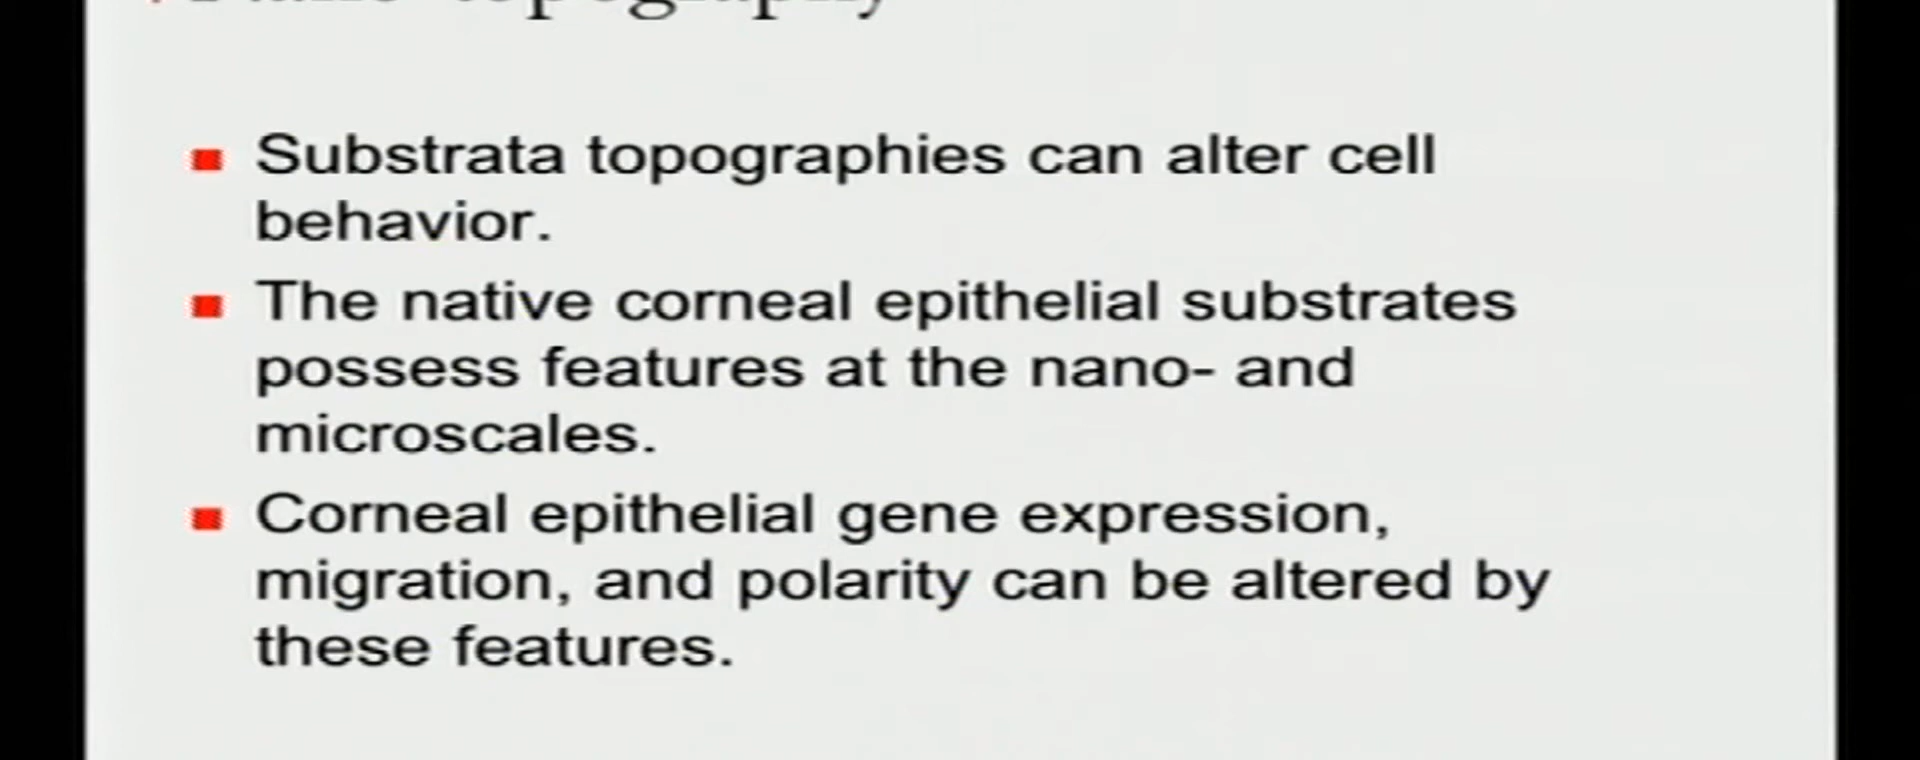 topography
Substrata topographies can alter cell
behavior.
The native corneal epithelial substrates
possess features at the nano- and
microscales.
Corneal epithelial gene expression,
migration, and polarity can be altered by
these features.